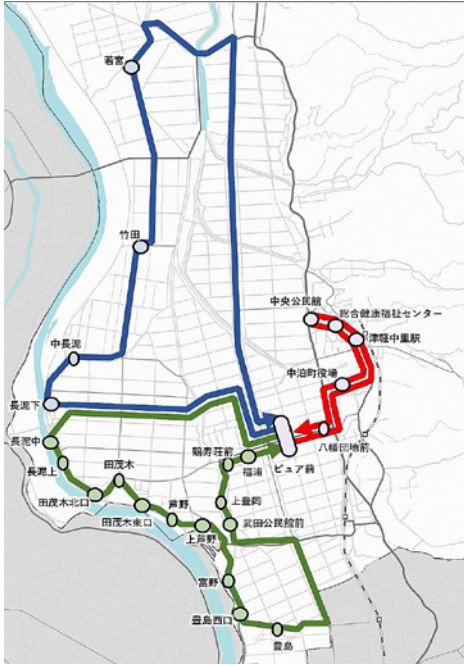 若宮
竹田
中央公民館
総合健康福祉センター
津軽中里駅
中長泥
中泊町役場
長泥下
八幡団地前
長泥中
鶴寿荘前
福浦
ピュア前
長泥上
田茂木
上豊岡
田茂木北口
芦野
武田公民館前
田茂木東口
上芦野
富野
豊島西口
豊島